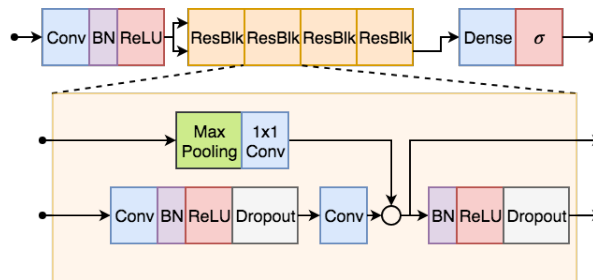 Conv BN ReLU ResBlk ResBlk ResBlk ResBlk Dense σ
Max Pooling 1x1 Conv
Conv BN ReLU Dropout Conv BN ReLU Dropout